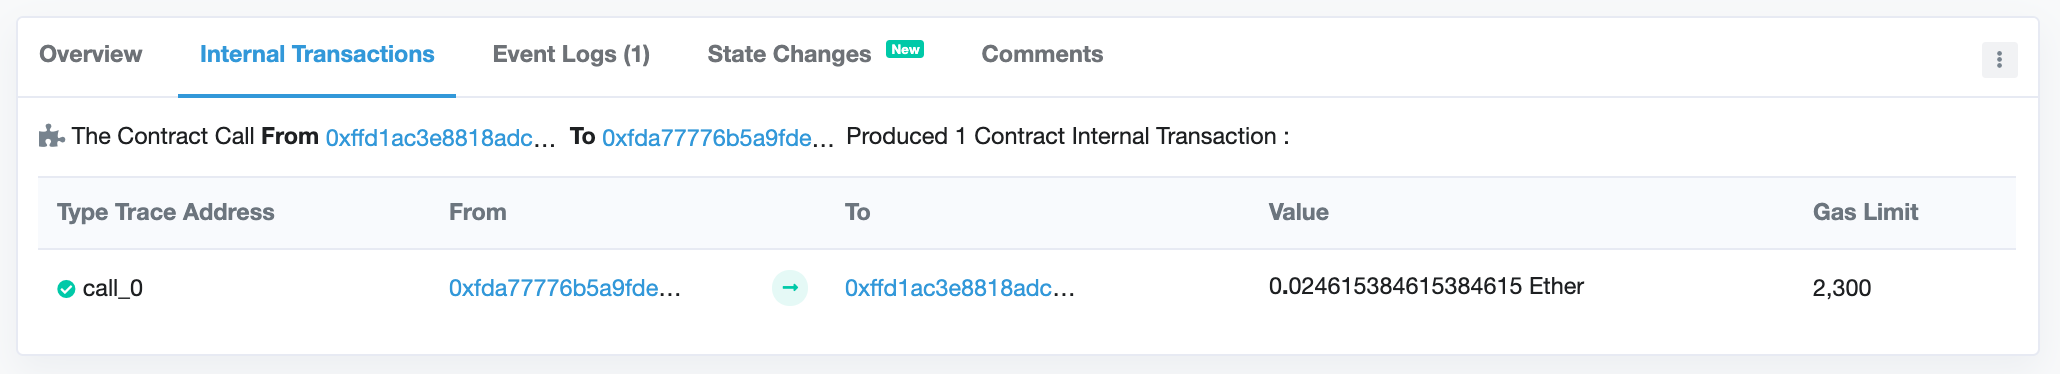 Overview Internal Transactions Event Logs (1) State Changes New Comments
The Contract Call From 0xffd1ac3e8818adc... To 0xfda77776b5a9fde... Produced 1 Contract Internal Transaction :
Type Trace Address From To Value Gas Limit
call_0 0xfda77776b5a9fde... 0xffd1ac3e8818adc... 0.024615384615384615 Ether 2,300